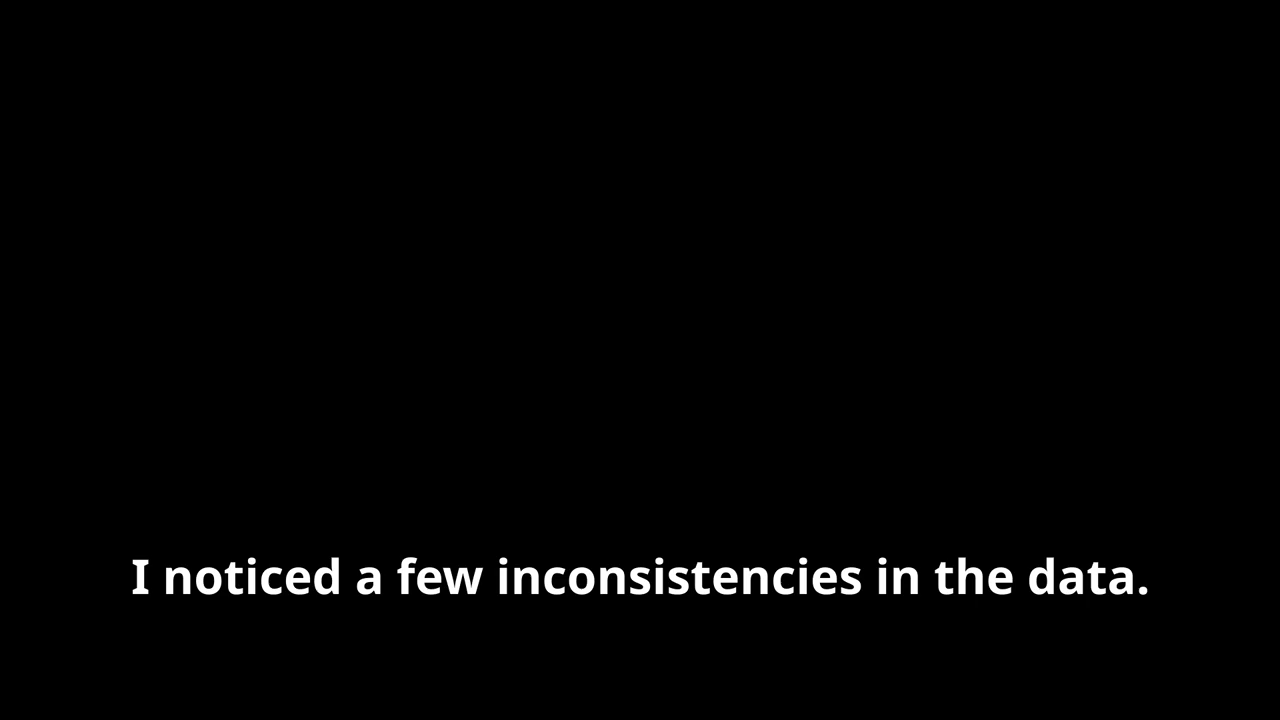 I noticed a few inconsistencies in the data.